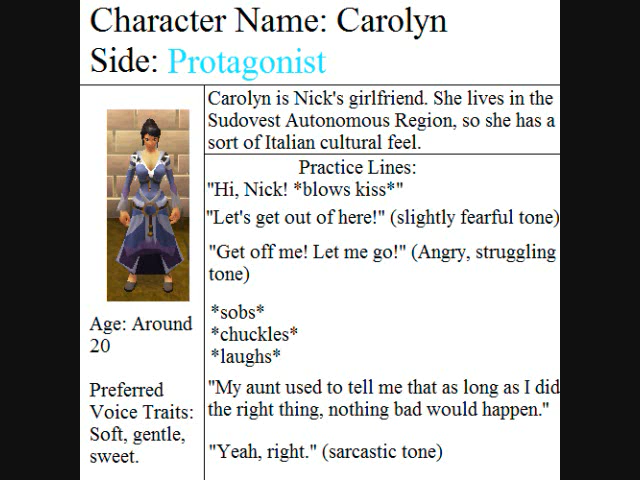 Character Name: Carolyn
Side: Protagonist
Carolyn is Nick's girlfriend. She lives in the
Sudovest Autonomous Region, so she has a
sort of Italian cultural feel.
Practice Lines:
"Hi, Nick! *blows kiss*"
"Let's get out of here!" (slightly fearful tone)
"Get off me! Let me go!" (Angry, struggling
tone)
*sobs*
*chuckles*
*laughs*
"My aunt used to tell me that as long as I did
the right thing, nothing bad would happen."
"Yeah, right." (sarcastic tone)
Age: Around
20
Preferred
Voice Traits:
Soft, gentle,
sweet.